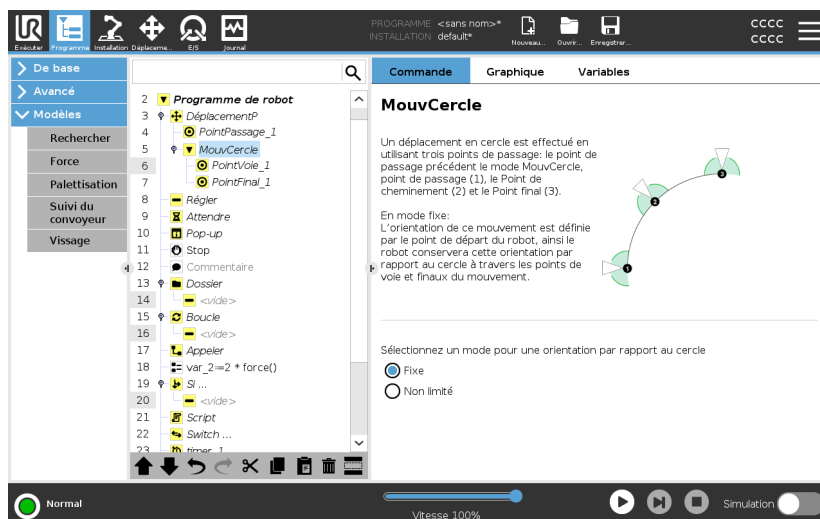 PROGRAMME <sans nom>*
INSTALLATION default*
CCCC
CCCC
Exécuter
Programme
Installation
Déplaceme...
E/S
Journal
Nouveau...
Ouvrir...
Enregistrer...
De base
Avancé
Modèles
Rechercher
Force
Palettisation
Suivi du
convoyeur
Vissage
2 Programme de robot
3 DéplacementP
4 PointPassage_1
5 MouvCercle
6 PointVoie_1
7 PointFinal_1
8 Régler
9 Attendre
10 Pop-up
11 Stop
12 Commentaire
13 Dossier
14 <vide>
15 Boucle
16 <vide>
17 Appeler
18 var_2≔2 * force()
19 Si ...
20 <vide>
21 Script
22 Switch ...
23 timer_1
Commande
Graphique
Variables
MouvCercle
Un déplacement en cercle est effectué en
utilisant trois points de passage: le point de
passage précédent le mode MouvCercle,
point de passage (1), le Point de
cheminement (2) et le Point final (3).
En mode fixe:
L'orientation de ce mouvement est définie
par le point de départ du robot, ainsi le
robot conservera cette orientation par
rapport au cercle à travers les points de
voie et finaux du mouvement.
3
2
1
Sélectionnez un mode pour une orientation par rapport au cercle
Fixe
Non limité
Normal
Vitesse 100%
Simulation